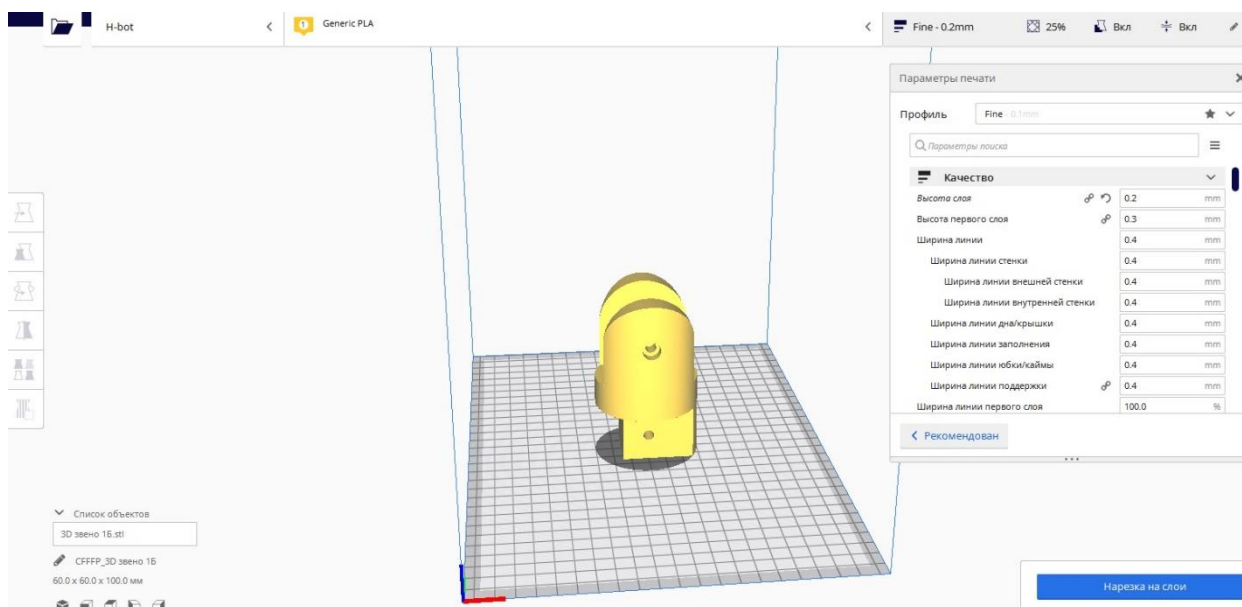 H-bot
1 Generic PLA
Fine - 0.2mm 25% Вкл Вкл
Параметры печати
Профиль Fine - 0.1mm
Параметры поиска
Качество
Высота слоя 0.2 mm
Высота первого слоя 0.3 mm
Ширина линии 0.4 mm
Ширина линии стенки 0.4 mm
Ширина линии внешней стенки 0.4 mm
Ширина линии внутренней стенки 0.4 mm
Ширина линии дна/крышки 0.4 mm
Ширина линии заполнения 0.4 mm
Ширина линии юбки/каймы 0.4 mm
Ширина линии поддержки 0.4 mm
Ширина линии первого слоя 100.0 %
Рекомендован
Список объектов
3D звено 1Б.stl
CFFFP_3D звено 1Б
60.0 x 60.0 x 100.0 мм
Нарезка на слои